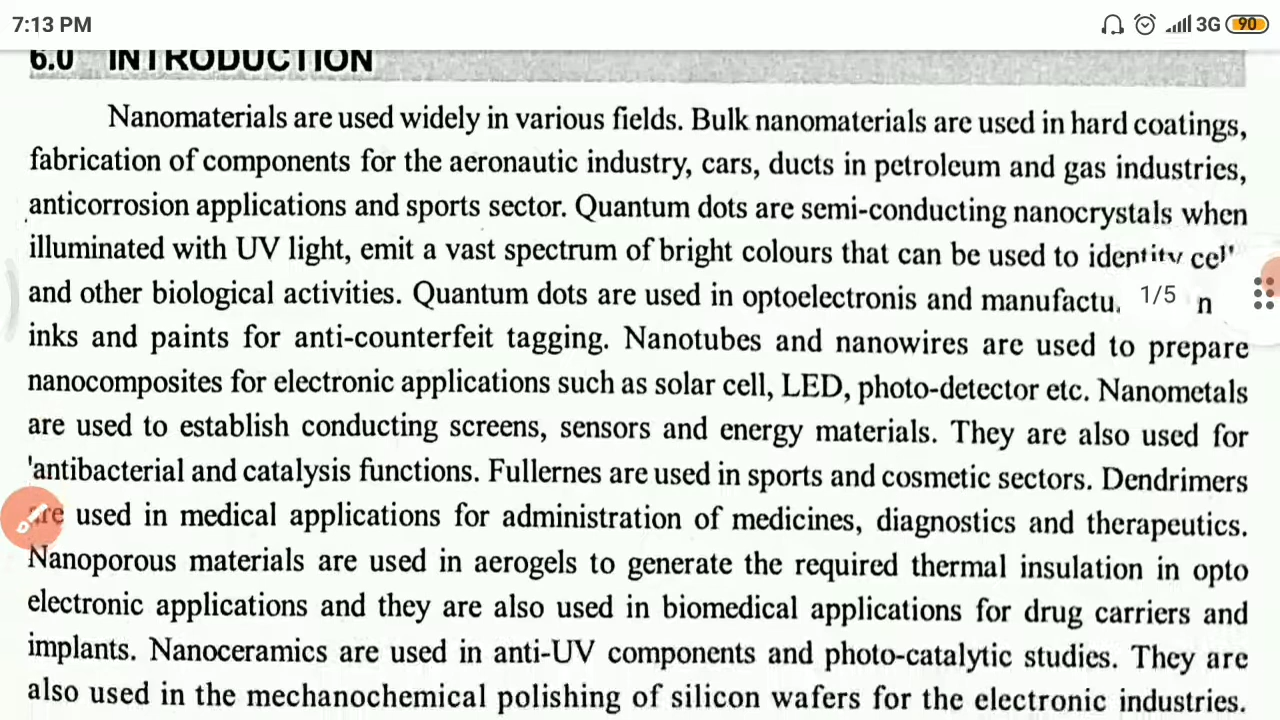 7:13 PM 3G 90
6.0 INTRODUCTION
Nanomaterials are used widely in various fields. Bulk nanomaterials are used in hard coatings,
fabrication of components for the aeronautic industry, cars, ducts in petroleum and gas industries,
anticorrosion applications and sports sector. Quantum dots are semi-conducting nanocrystals when
illuminated with UV light, emit a vast spectrum of bright colours that can be used to identity
and other biological activities. Quantum dots are used in optoelectronis and
1/5
inks and paints for anti-counterfeit tagging. Nanotubes and nanowires are used to prepare
nanocomposites for electronic applications such as solar cell, LED, photo-detector etc. Nanometals
are used to establish conducting screens, sensors and energy materials. They are also used for
'antibacterial and catalysis functions. Fullernes are used in sports and cosmetic sectors. Dendrimers
are used in medical applications for administration of medicines, diagnostics and therapeutics.
Nanoporous materials are used in aerogels to generate the required thermal insulation in opto
electronic applications and they are also used in biomedical applications for drug carriers and
implants. Nanoceramics are used in anti-UV components and photo-catalytic studies. They are
also used in the mechanochemical polishing of silicon wafers for the electronic industries.